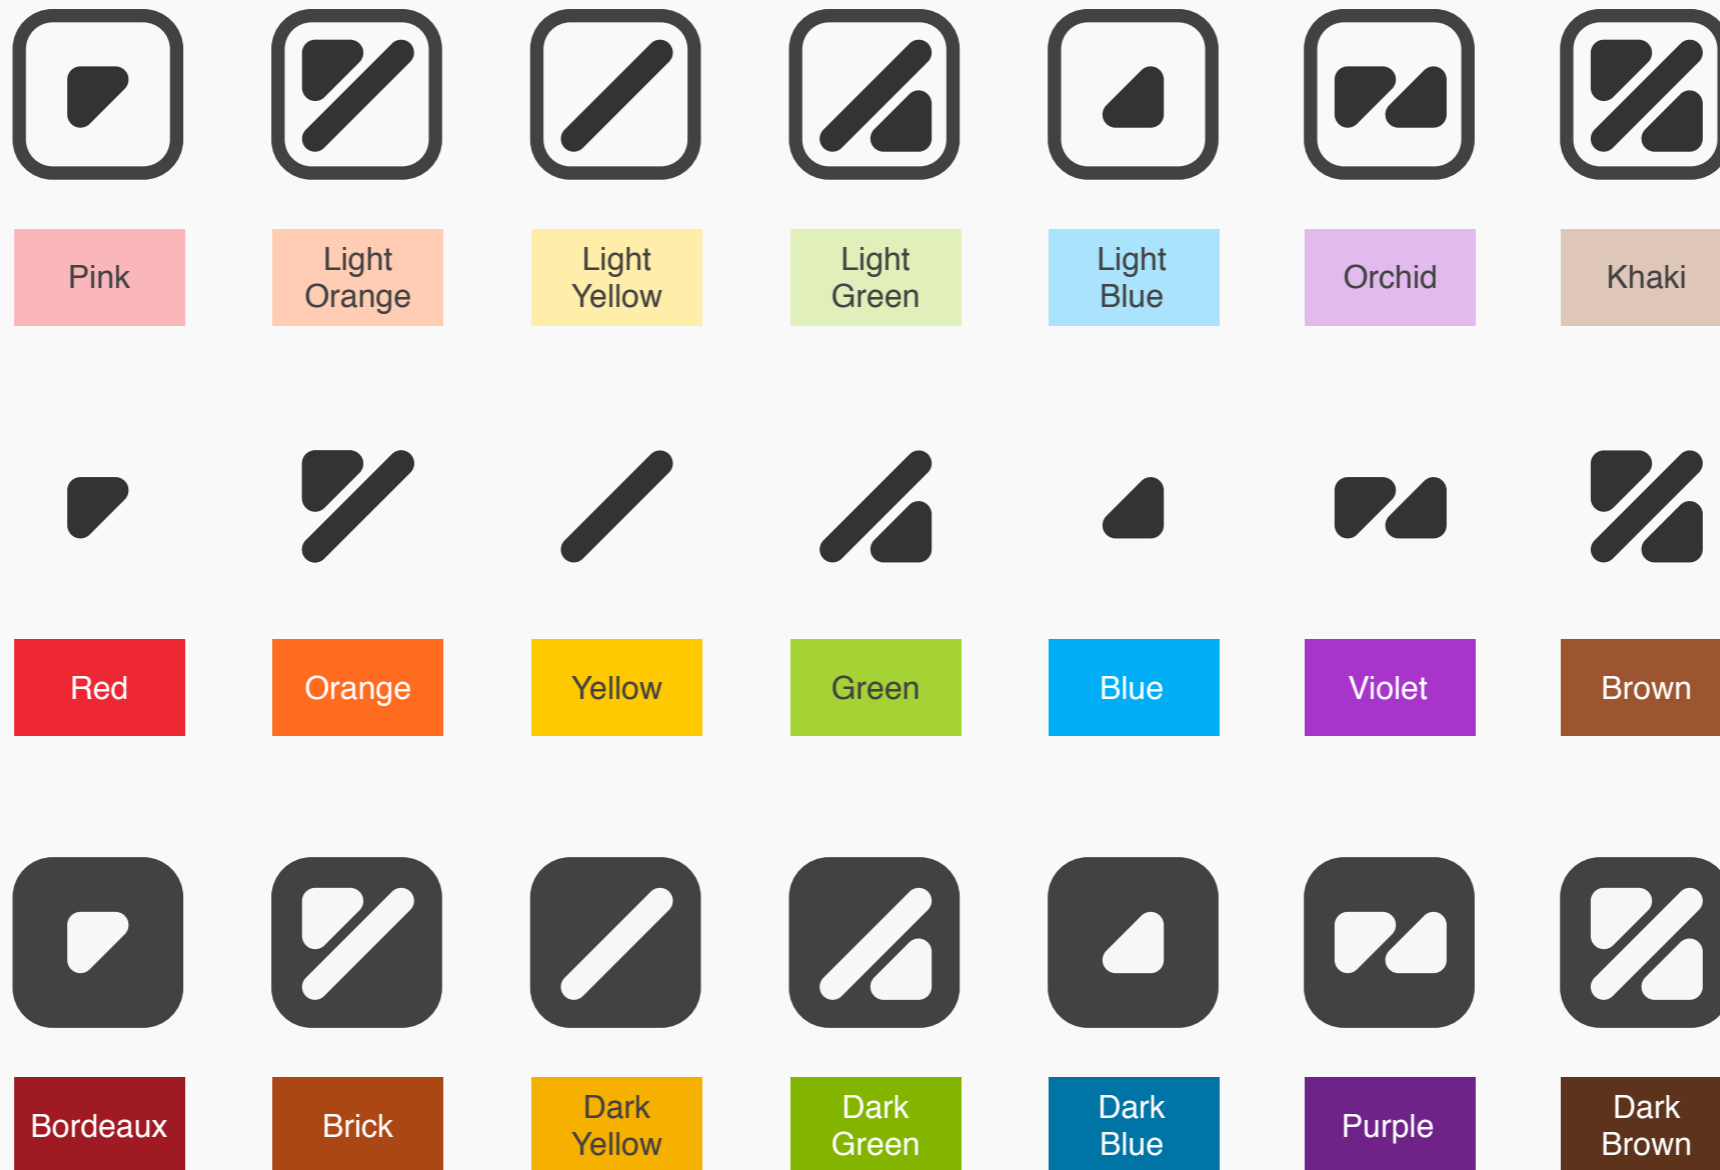 Pink
Light
Orange
Light
Yellow
Light
Green
Light
Blue
Orchid
Khaki
Red
Orange
Yellow
Green
Blue
Violet
Brown
Bordeaux
Brick
Dark
Yellow
Dark
Green
Dark
Blue
Purple
Dark
Brown